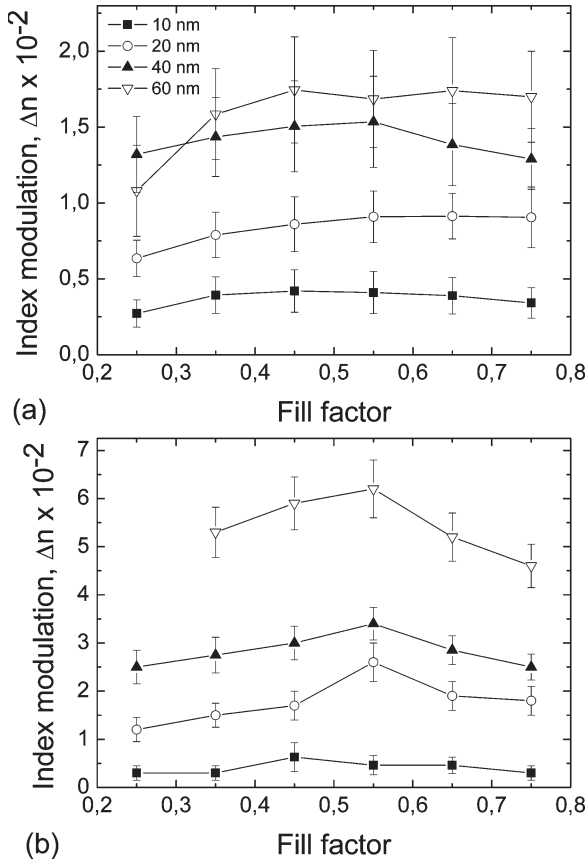 (a)
10 nm
20 nm
40 nm
60 nm
Index modulation, Δn x 10⁻²
2,0
1,5
1,0
0,5
0,0
0,2 0,3 0,4 0,5 0,6 0,7 0,8
Fill factor
(b)
Index modulation, Δn x 10⁻²
7
6
5
4
3
2
1
0
0,2 0,3 0,4 0,5 0,6 0,7 0,8
Fill factor